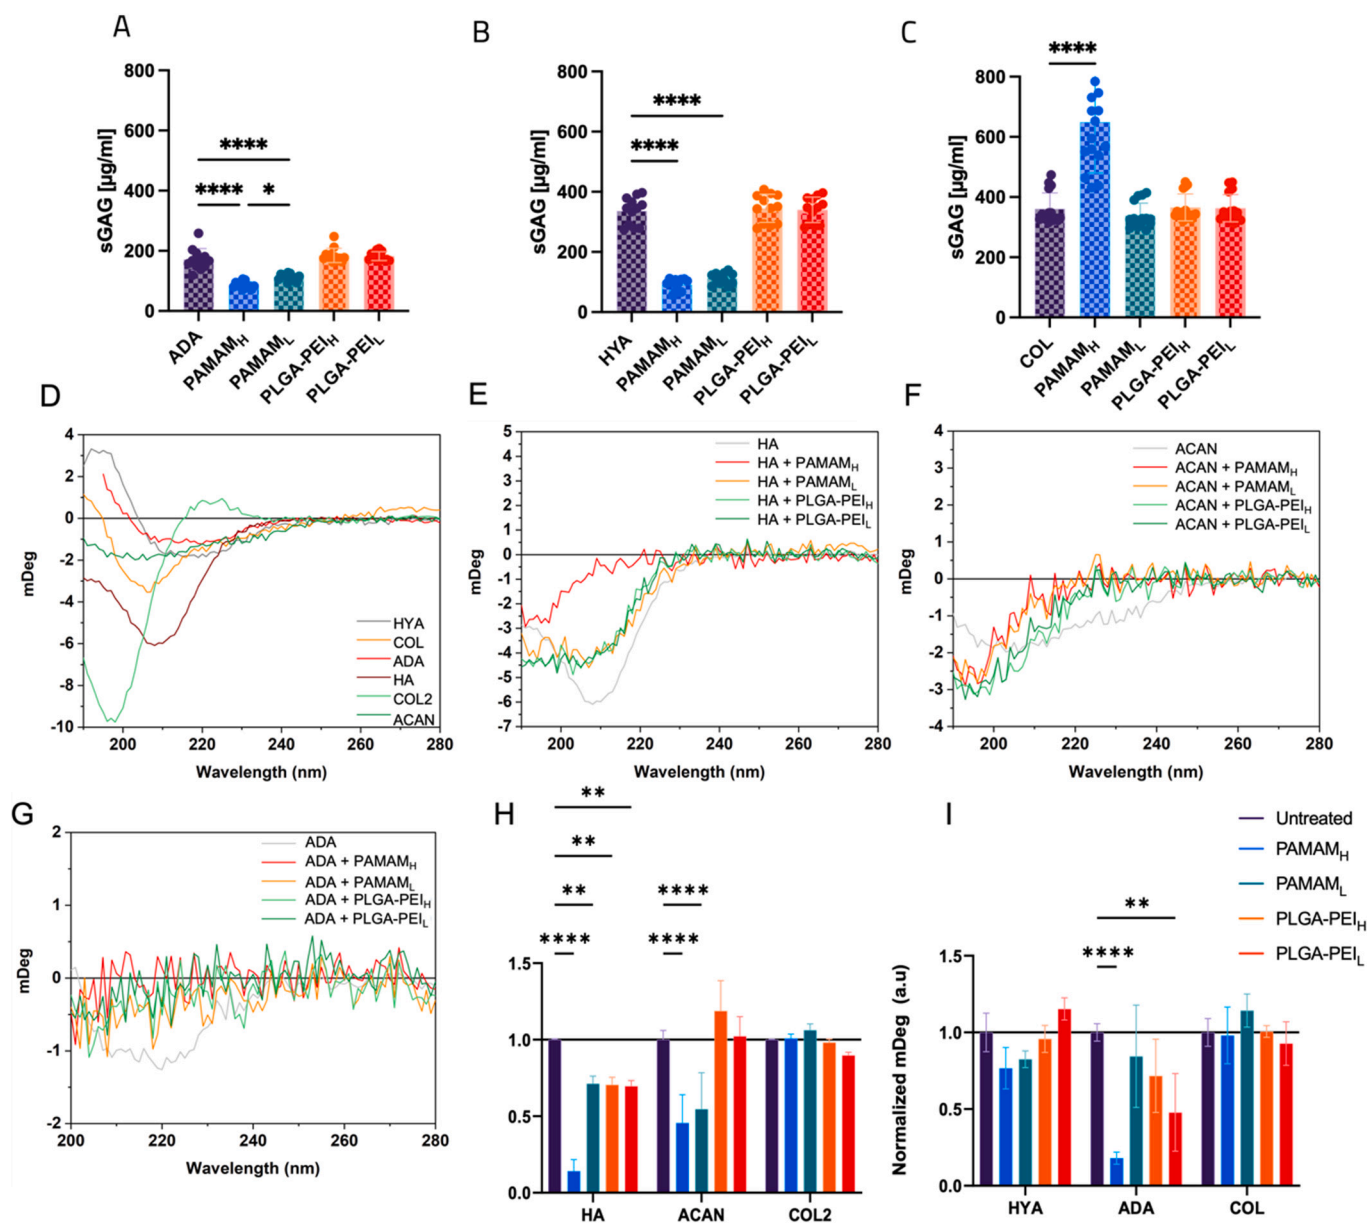 A
sGAG [µg/ml]
800
600
400
200
0
****
****
*
ADA
PAMAM_H
PAMAM_L
PLGA-PEI_H
PLGA-PEI_L
B
sGAG [µg/ml]
800
600
400
200
0
****
****
HYA
PAMAM_H
PAMAM_L
PLGA-PEI_H
PLGA-PEI_L
C
sGAG [µg/ml]
800
600
400
200
0
****
COL
PAMAM_H
PAMAM_L
PLGA-PEI_H
PLGA-PEI_L
D
mDeg
4
2
0
-2
-4
-6
-8
-10
HYA
COL
ADA
HA
COL2
ACAN
200 220 240 260 280
Wavelength (nm)
E
mDeg
5
4
3
2
1
0
-1
-2
-3
-4
-5
-6
-7
HA
HA + PAMAM_H
HA + PAMAM_L
HA + PLGA-PEI_H
HA + PLGA-PEI_L
200 220 240 260 280
Wavelength (nm)
F
mDeg
4
3
2
1
0
-1
-2
-3
-4
ACAN
ACAN + PAMAM_H
ACAN + PAMAM_L
ACAN + PLGA-PEI_H
ACAN + PLGA-PEI_L
200 220 240 260 280
Wavelength (nm)
G
mDeg
2
1
0
-1
-2
ADA
ADA + PAMAM_H
ADA + PAMAM_L
ADA + PLGA-PEI_H
ADA + PLGA-PEI_L
200 220 240 260 280
Wavelength (nm)
H
**
**
** ****
**** ****
1.5
1.0
0.5
0.0
HA ACAN COL2
I
Untreated
PAMAM_H
PAMAM_L
PLGA-PEI_H
PLGA-PEI_L
**
****
Normalized mDeg (a.u)
1.5
1.0
0.5
0.0
HYA ADA COL